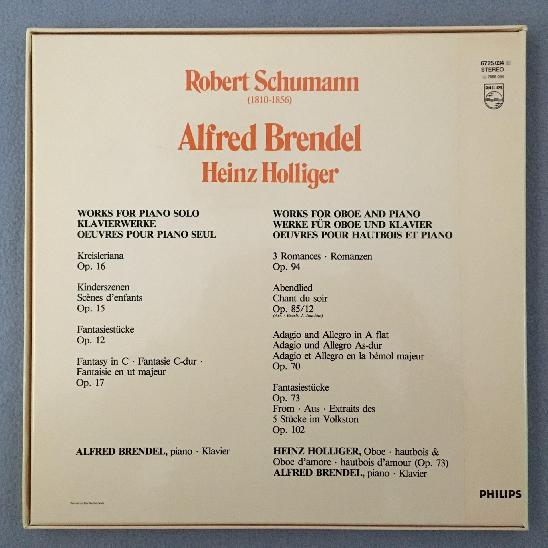 Robert Schumann
(1810-1856)
Alfred Brendel
Heinz Holliger
STEREO
PHILIPS
WORKS FOR PIANO SOLO
KLAVIERWERKE
OEUVRES POUR PIANO SEUL
Kreisleriana
Op. 16
Kinderszenen
Scènes d'enfants
Op. 15
Fantasiestücke
Op. 12
Fantasy in C · Fantasie C-dur ·
Fantaisie en ut majeur
Op. 17
ALFRED BRENDEL, piano · Klavier
WORKS FOR OBOE AND PIANO
WERKE FÜR OBOE UND KLAVIER
OEUVRES POUR HAUTBOIS ET PIANO
3 Romances · Romanzen
Op. 94
Abendlied
Chant du soir
Op. 85/12
Adagio and Allegro in A flat
Adagio und Allegro As-dur
Adagio et Allegro en la bémol majeur
Op. 70
Fantasiestücke
Op. 73
From · Aus · Extraits des
5 Stücke im Volkston
Op. 102
HEINZ HOLLIGER, Oboe · hautbois &
Oboe d'amore · hautbois d'amour (Op. 73)
ALFRED BRENDEL, piano · Klavier
PHILIPS